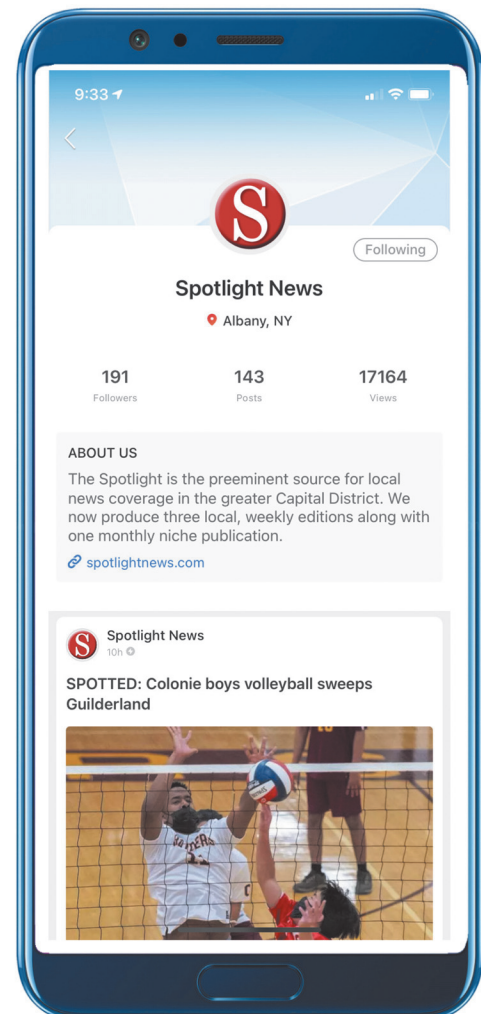 9:33
S
Following
Spotlight News
Albany, NY
191 143 17164
Followers Posts Views
ABOUT US
The Spotlight is the preeminent source for local
news coverage in the greater Capital District. We
now produce three local, weekly editions along with
one monthly niche publication.
spotlightnews.com
S
Spotlight News
10h
SPOTTED: Colonie boys volleyball sweeps
Guilderland